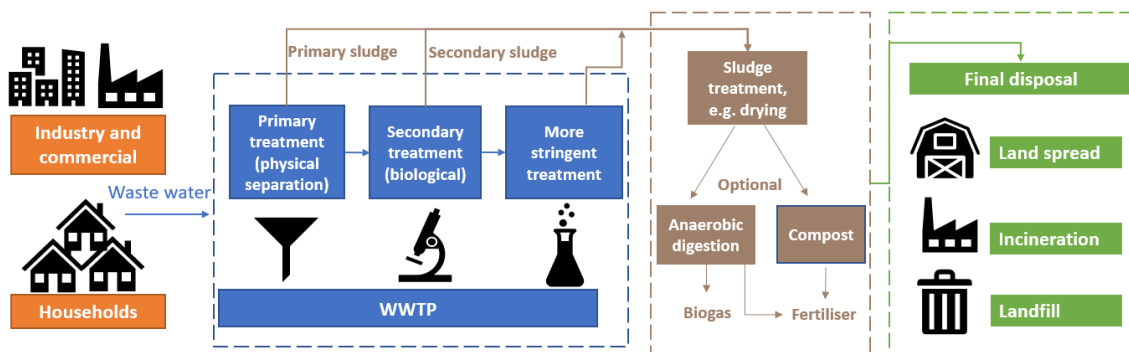 Industry and
commercial
Households
Waste water
Primary sludge
Secondary sludge
Primary
treatment
(physical
separation)
Secondary
treatment
(biological)
More
stringent
treatment
WWTP
Sludge
treatment,
e.g. drying
Optional
Anaerobic
digestion
Compost
Biogas
Fertiliser
Final disposal
Land spread
Incineration
Landfill